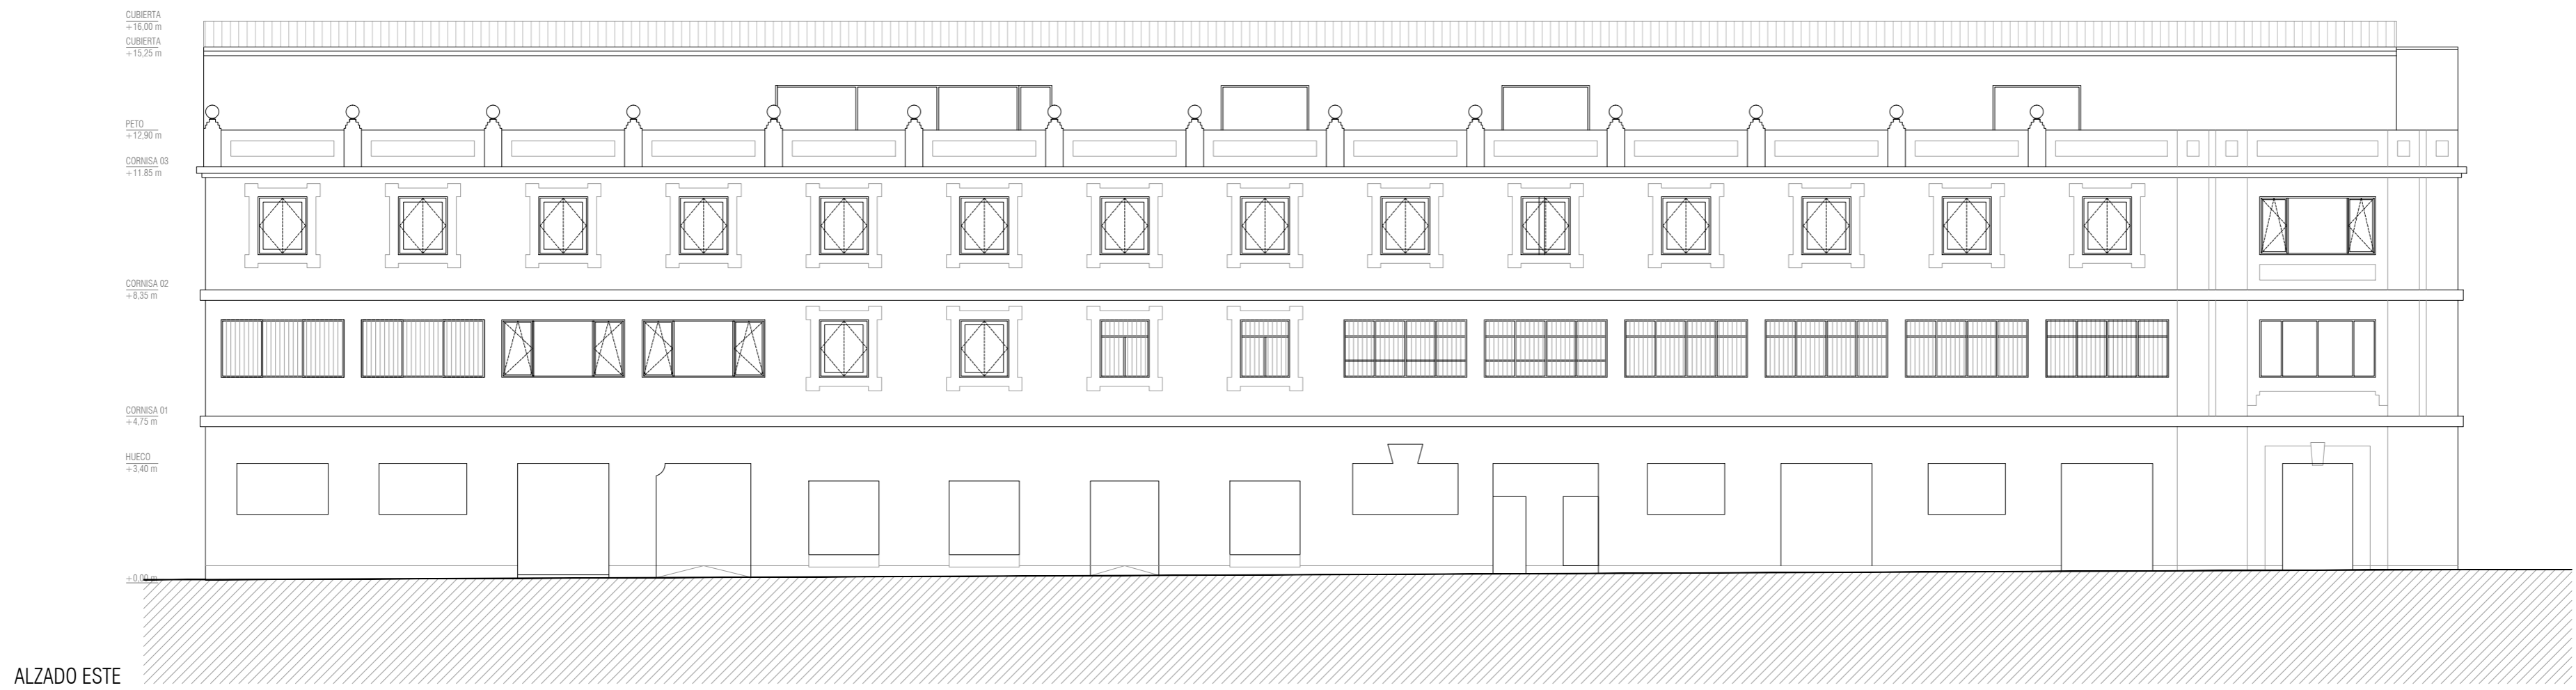 CUBIERTA
+16,00 m
CUBIERTA
+15,25 m
PETO
+12,90 m
CORNISA 03
+11.85 m
CORNISA 02
+8,35 m
CORNISA 01
+4,75 m
HUECO
+3,40 m
+0,00 m
ALZADO ESTE